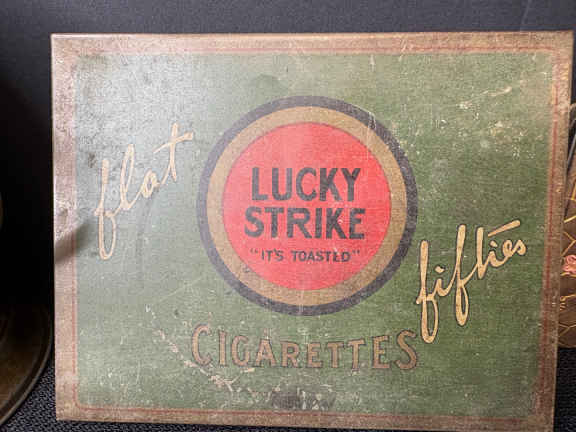 flat
LUCKY
STRIKE
"IT'S TOASTED"
fifties
CIGARETTES